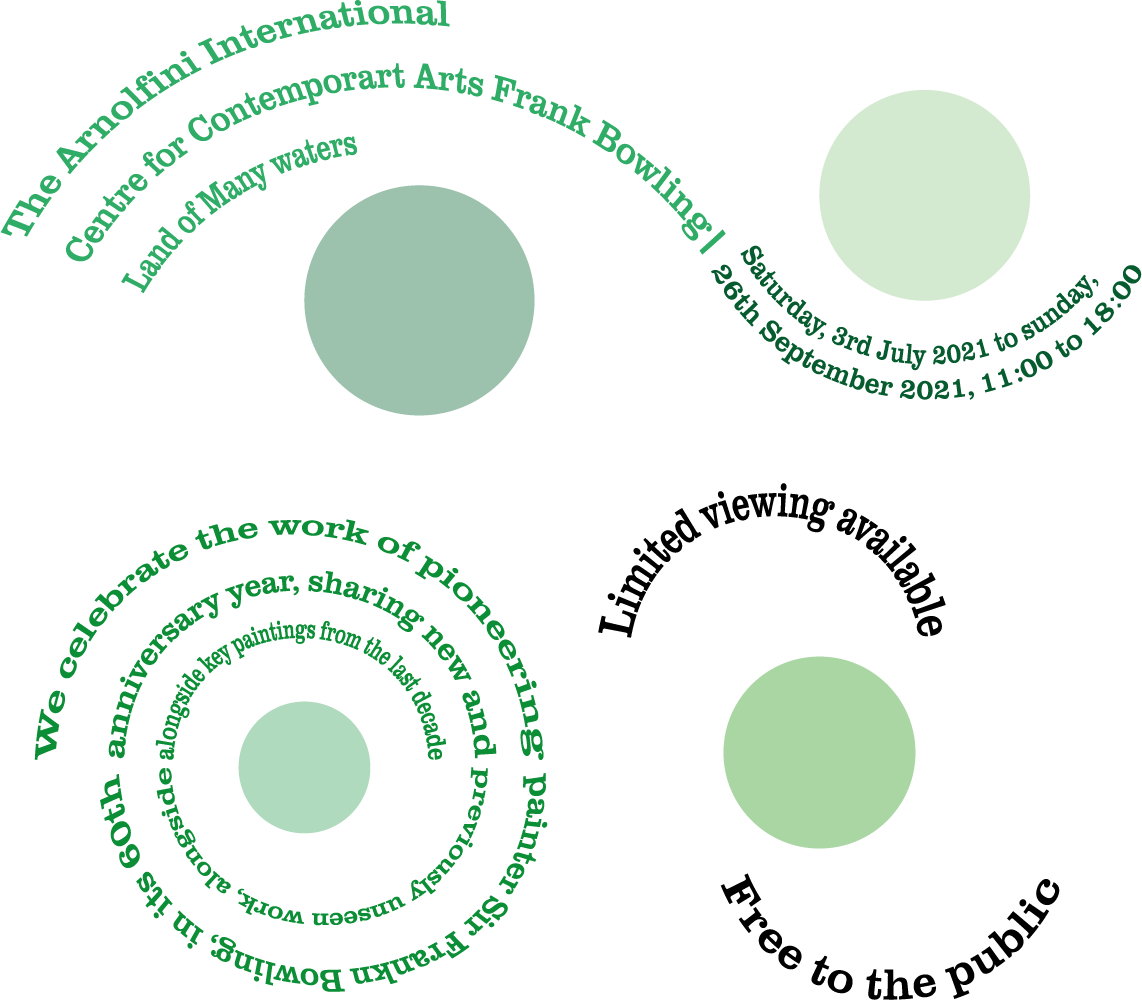 The Arnolfini International
Centre for Contemporart Arts Frank Bowling|
Land of Many waters
Saturday, 3rd July 2021 to sunday,
26th September 2021, 11:00 to 18:00
We celebrate the work of pioneering painter Sir Frankn Bowling, in its 60th
anniversary year, sharing new and previously unseen work, alongside
alongside key paintings from the last decade
Limited viewing available
Free to the public